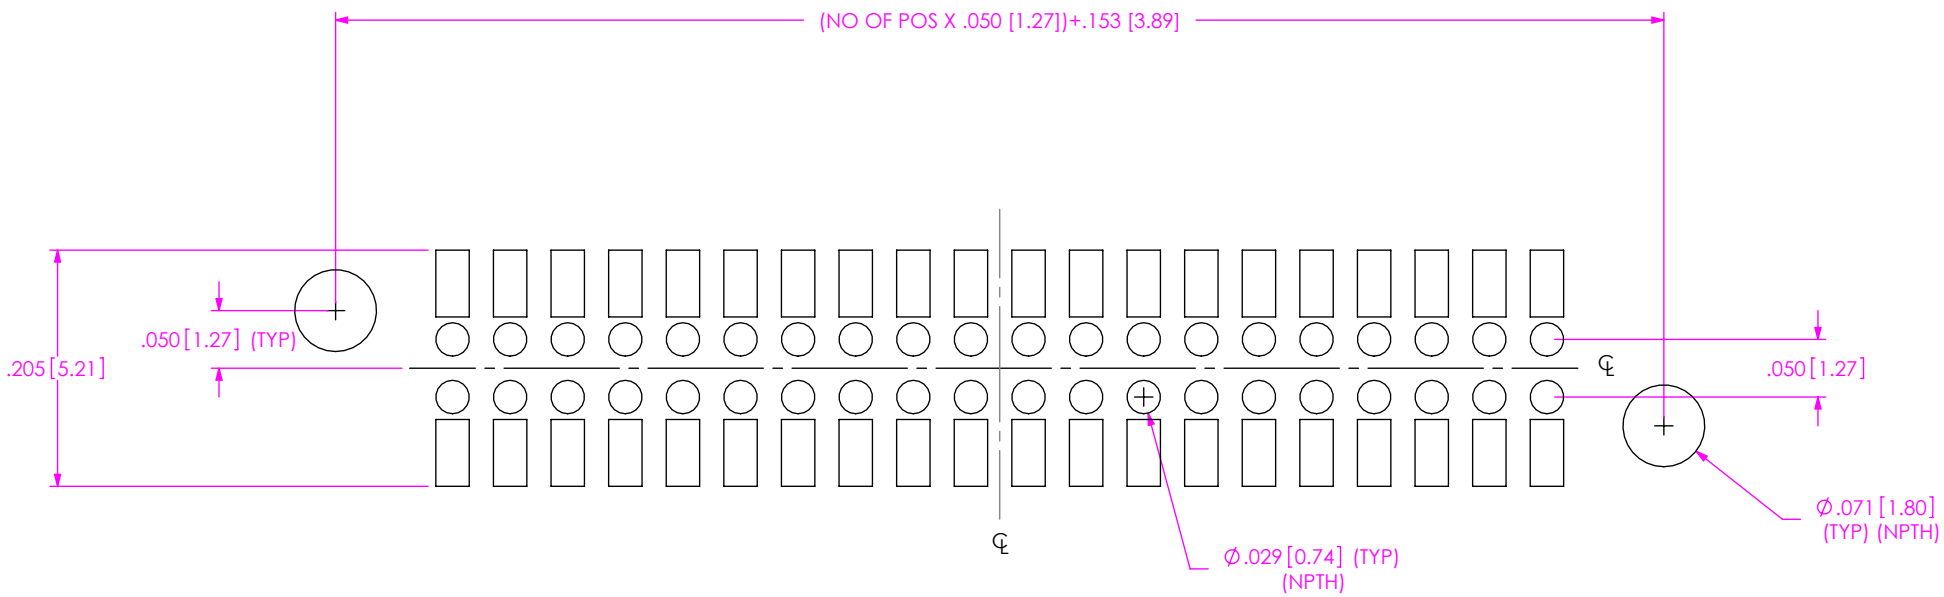 (NO OF POS X .050 [1.27])+.153 [3.89]
.050 [1.27] (TYP)
.205 [5.21]
℄
.050 [1.27]
Ø.071 [1.80]
(TYP) (NPTH)
℄
Ø.029 [0.74] (TYP)
(NPTH)